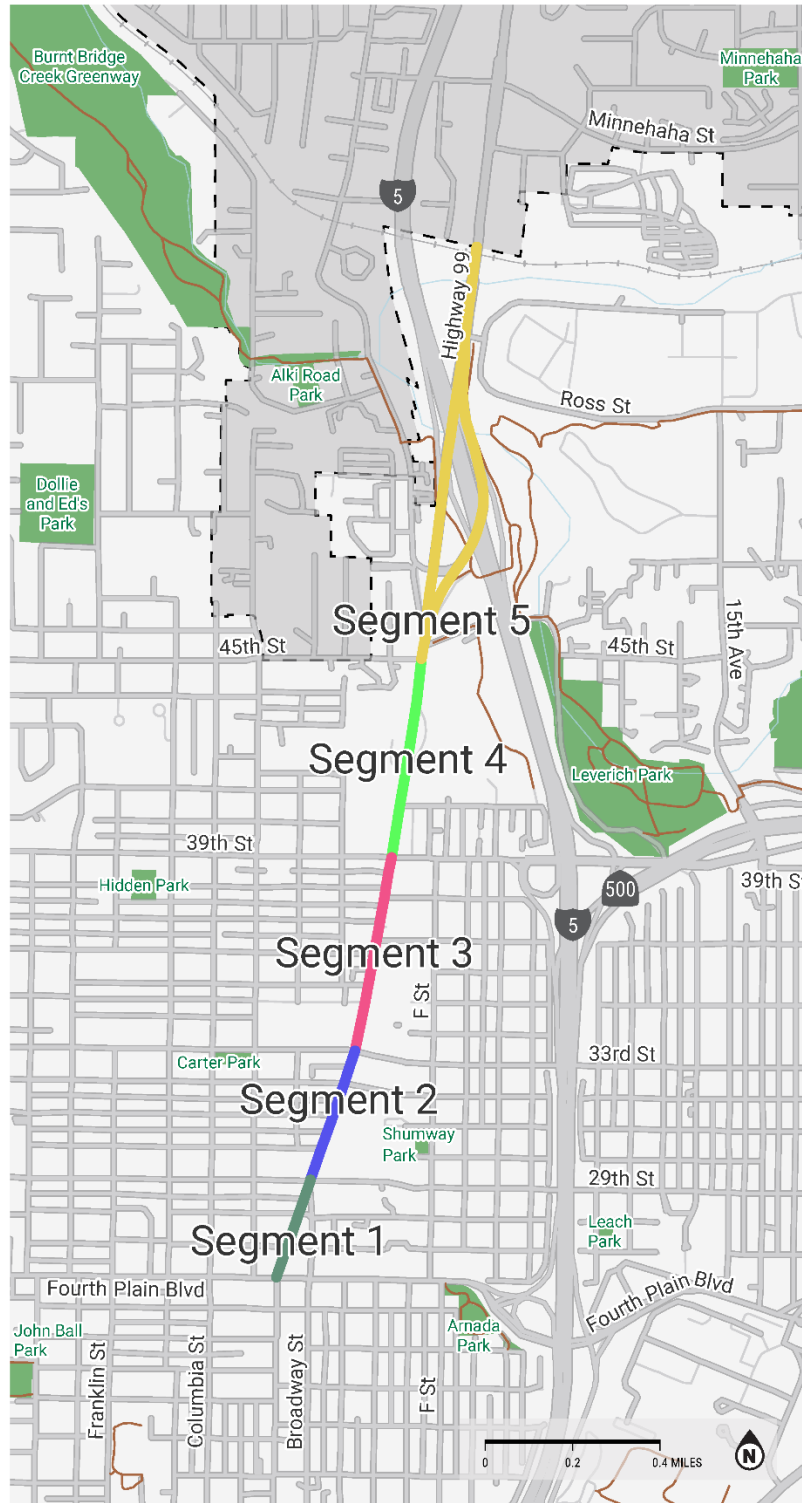 Burnt Bridge
Creek Greenway
Minnehaha
Park
Minnehaha St
5
Highway 99
Alki Road
Park
Ross St
Dollie
and Ed's
Park
15th Ave
Segment 5
45th St
45th St
Segment 4
Leverich Park
39th St
Hidden Park
500
39th S
5
Segment 3
F St
Carter Park
33rd St
Segment 2
Shumway
Park
29th St
Leach
Park
Segment 1
Fourth Plain Blvd
Fourth Plain Blvd
John Ball
Park
Arnada
Park
Franklin St
Columbia St
Broadway St
F St
0
0.2
0.4 MILES
N